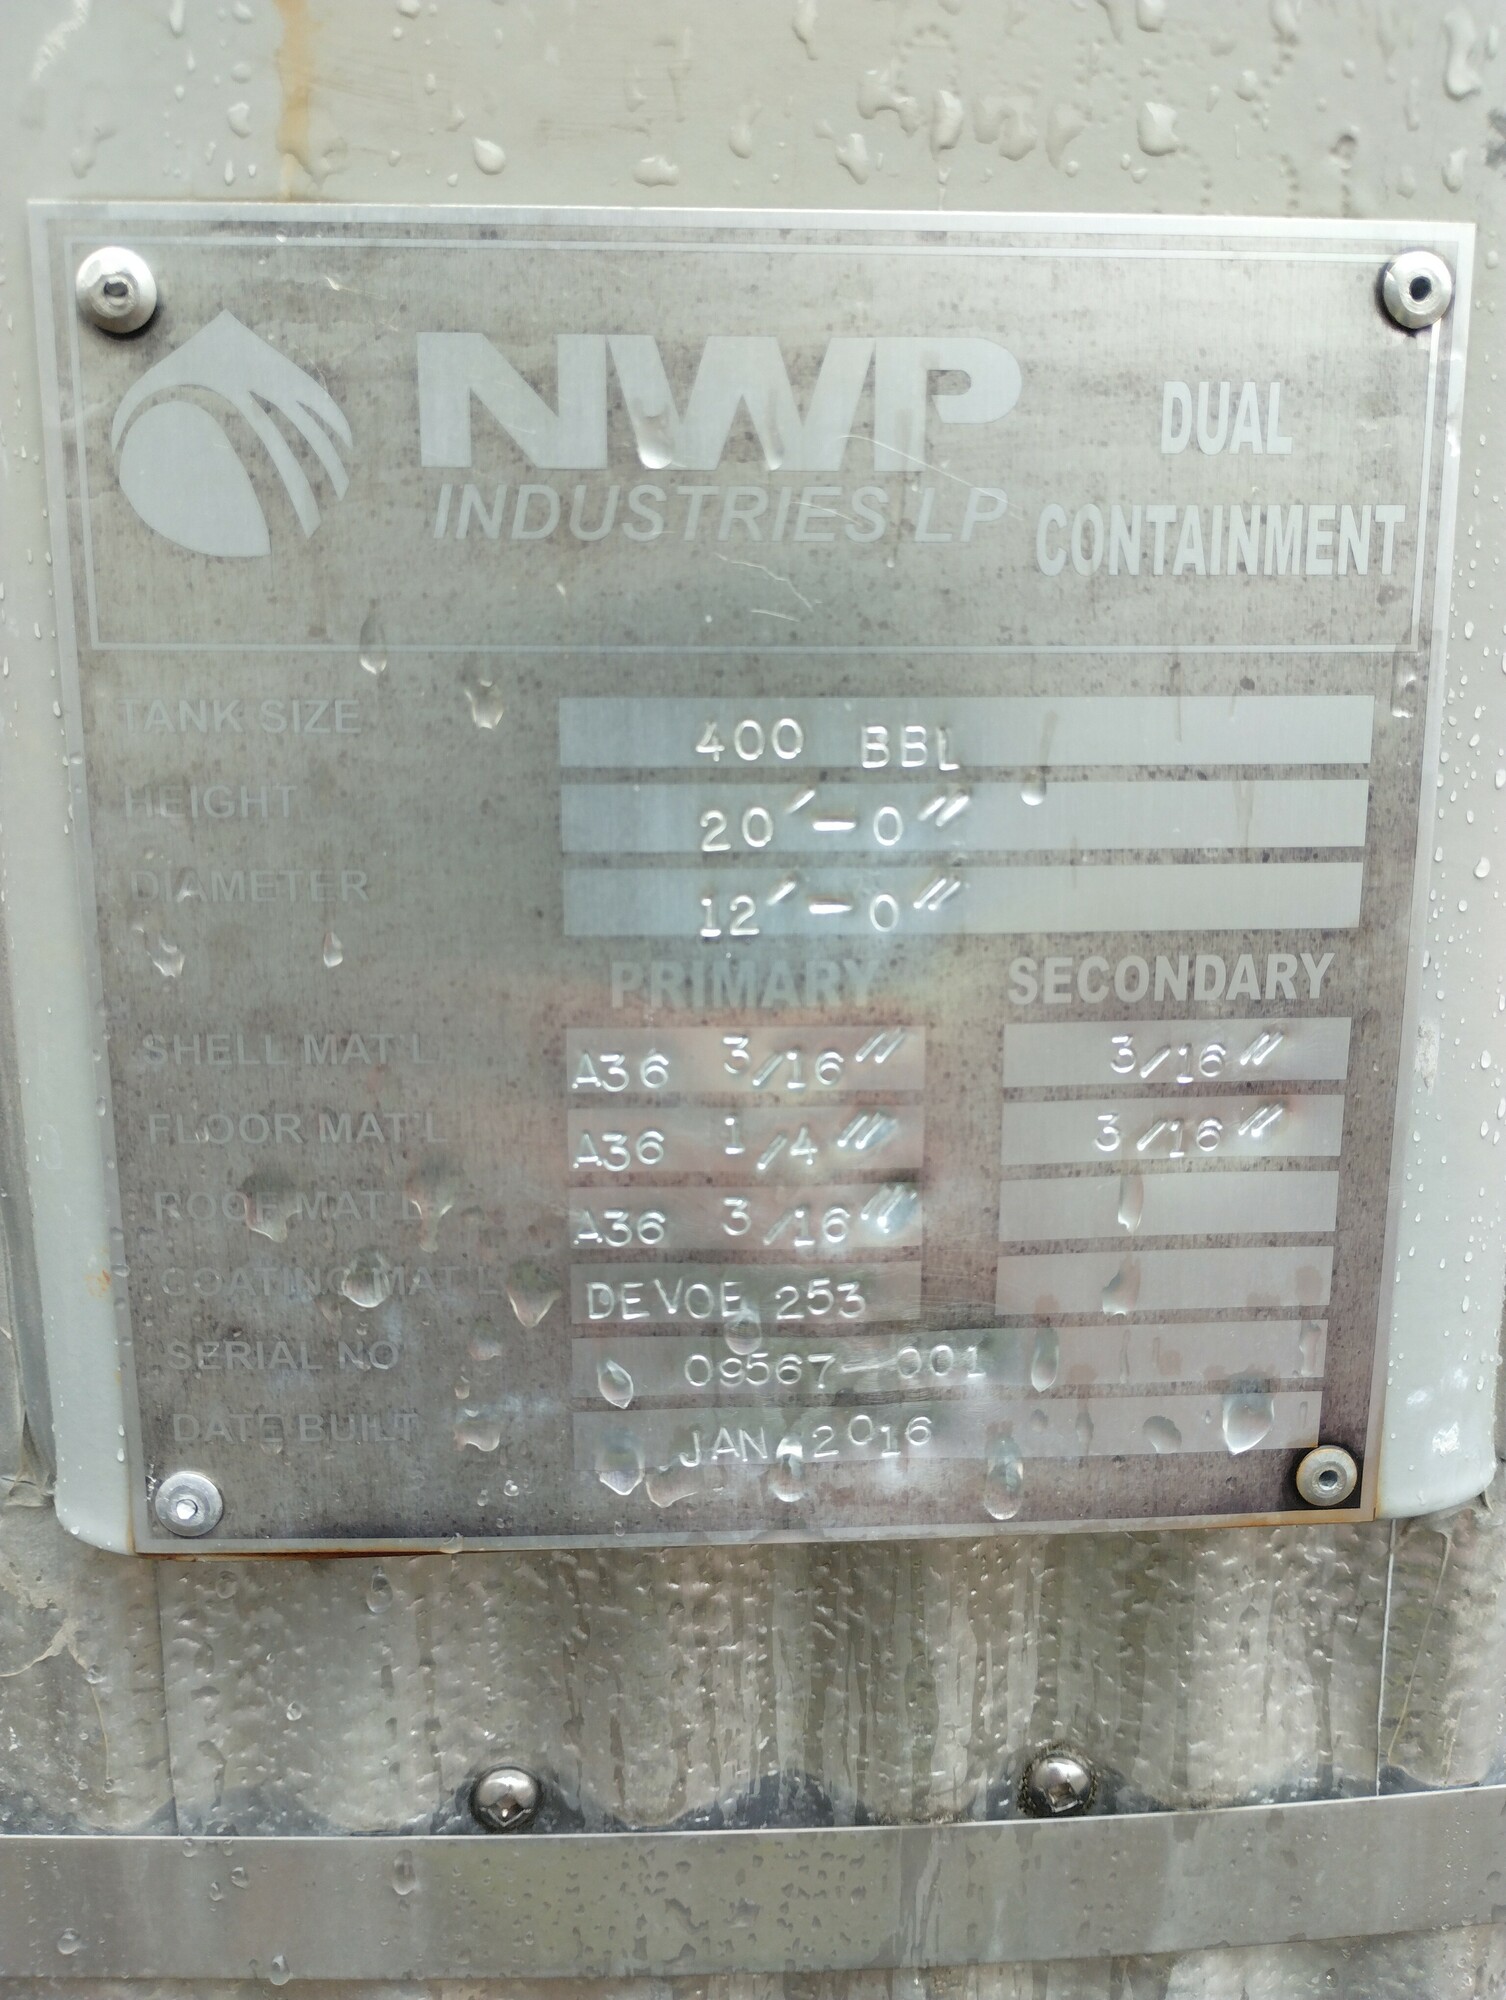 NWP
INDUSTRIES LP
DUAL
CONTAINMENT
TANK SIZE 400 BBL
HEIGHT 20'-0"
DIAMETER 12'-0"
PRIMARY SECONDARY
SHELL MAT'L A36 3/16" 3/16"
FLOOR MAT'L A36 1/4" 3/16"
ROOF MAT'L A36 3/16"
COATING MAT'L DEVOE 253
SERIAL NO 09567-001
DATE BUILT JAN 2016